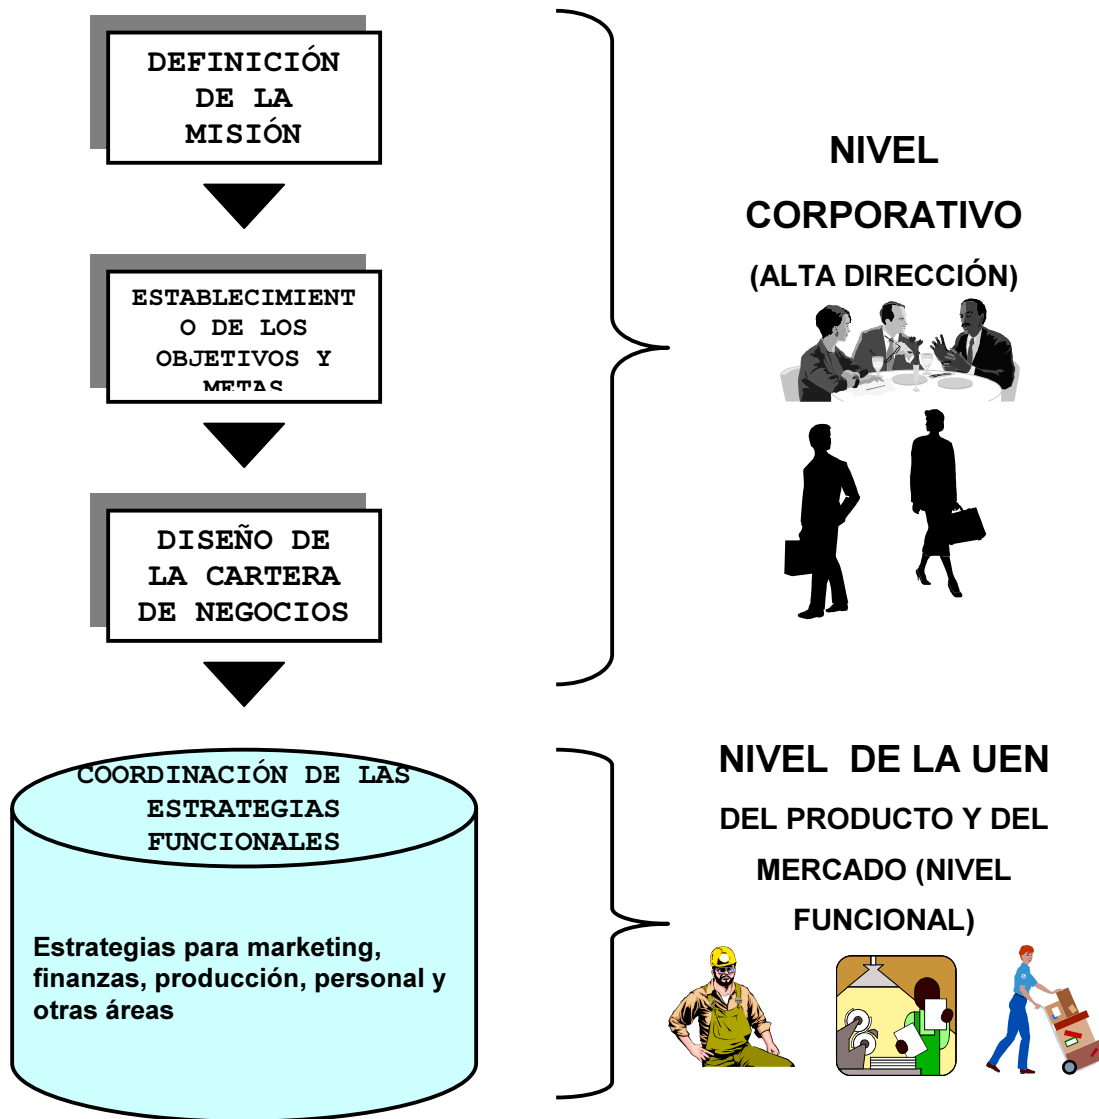 DEFINICIÓN
DE LA
MISIÓN
ESTABLECIMIENT
O DE LOS
OBJETIVOS Y
METAS
DISEÑO DE
LA CARTERA
DE NEGOCIOS
NIVEL
CORPORATIVO
(ALTA DIRECCIÓN)
COORDINACIÓN DE LAS
ESTRATEGIAS
FUNCIONALES
Estrategias para marketing,
finanzas, producción, personal y
otras áreas
NIVEL DE LA UEN
DEL PRODUCTO Y DEL
MERCADO (NIVEL
FUNCIONAL)